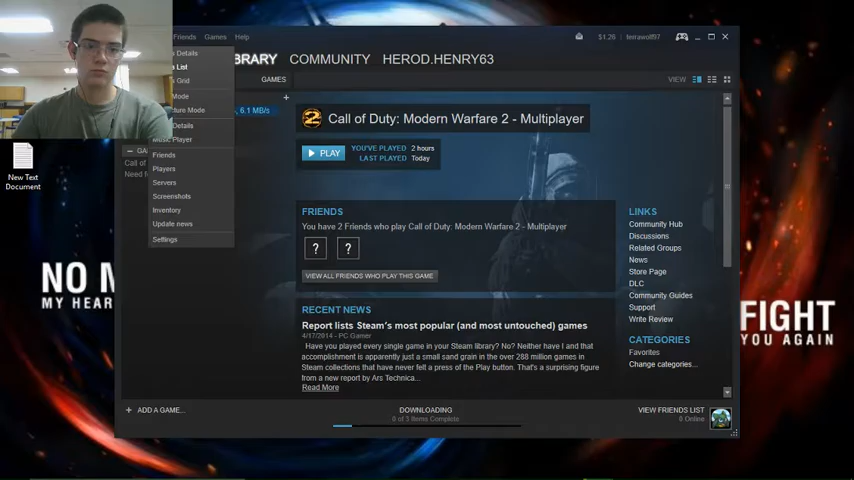 Friends Games Help
$1.26 terrawolf97
BRARY COMMUNITY HEROD.HENRY63
Details
List
Grid
Mode
ture Mode
Details
Music Player
Friends
Players
Servers
Screenshots
Inventory
Update news
Settings
GAMES
VIEW
, 6.1 MB/s
GA
Call of
Need f
Call of Duty: Modern Warfare 2 - Multiplayer
PLAY
YOU'VE PLAYED 2 hours
LAST PLAYED Today
FRIENDS
You have 2 Friends who play Call of Duty: Modern Warfare 2 - Multiplayer
? ?
VIEW ALL FRIENDS WHO PLAY THIS GAME
RECENT NEWS
Report lists Steam's most popular (and most untouched) games
4/17/2014 - PC Gamer
Have you played every single game in your Steam library? No? Neither have I and that
accomplishment is apparently just a small sand grain in the over 288 million games in
Steam collections that have never felt a press of the Play button. That's a surprising figure
from a new report by Ars Technica...
Read More
LINKS
Community Hub
Discussions
Related Groups
News
Store Page
DLC
Community Guides
Support
Write Review
CATEGORIES
Favorites
Change categories...
+ ADD A GAME...
DOWNLOADING
0 of 3 Items Complete
VIEW FRIENDS LIST
0 Online
New Text
Document
NO M
MY HEAR
FIGHT
YOU AGAIN